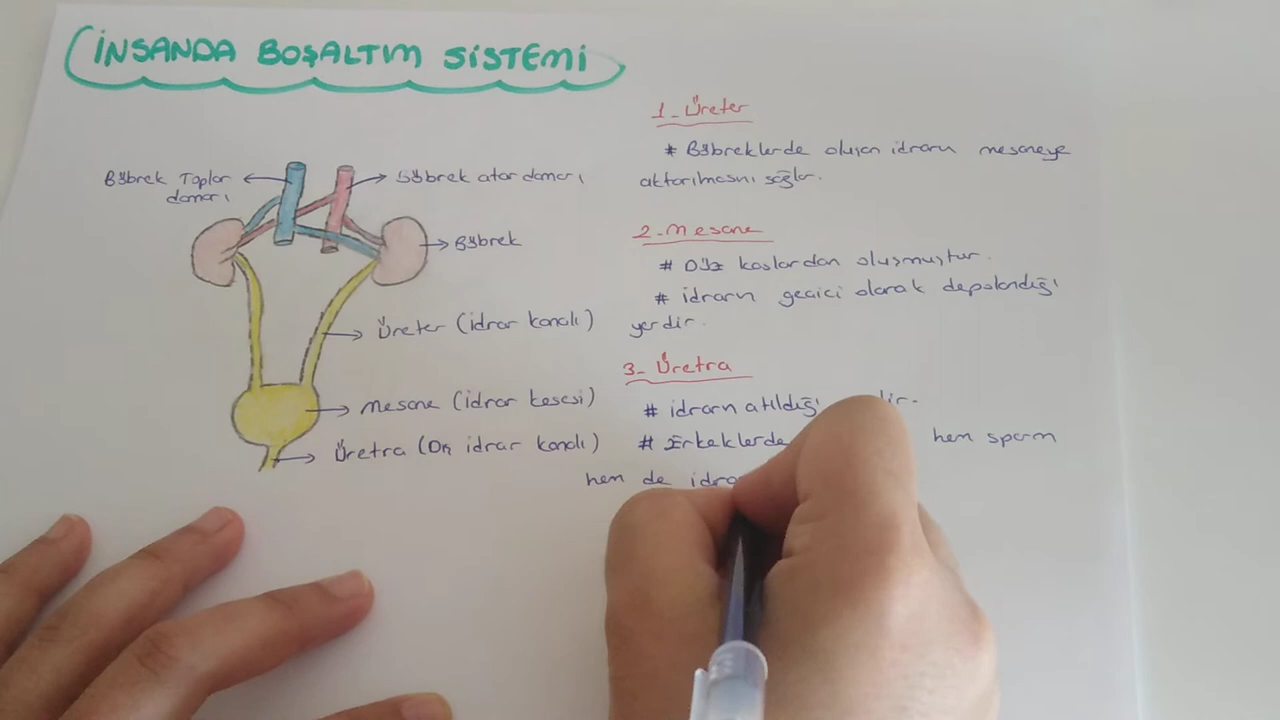 İNSANDA BOŞALTIM SİSTEMİ
Böbrek Toplar
damarı
Böbrek atar damarı
Böbrek
Üreter (idrar kanalı)
Mesane (idrar kesesi)
Üretra (Dış idrar kanalı)
1- Üreter
# Böbreklerde oluşan idrarın mesaneye
aktarılmasını sağlar.
2- Mesane
# Düz kaslardan oluşmuştur.
# idrarın geçici olarak depolandığı
yerdir.
3- Üretra
# idrarın atıldığı
# Erkeklerde hem sperm
hem de